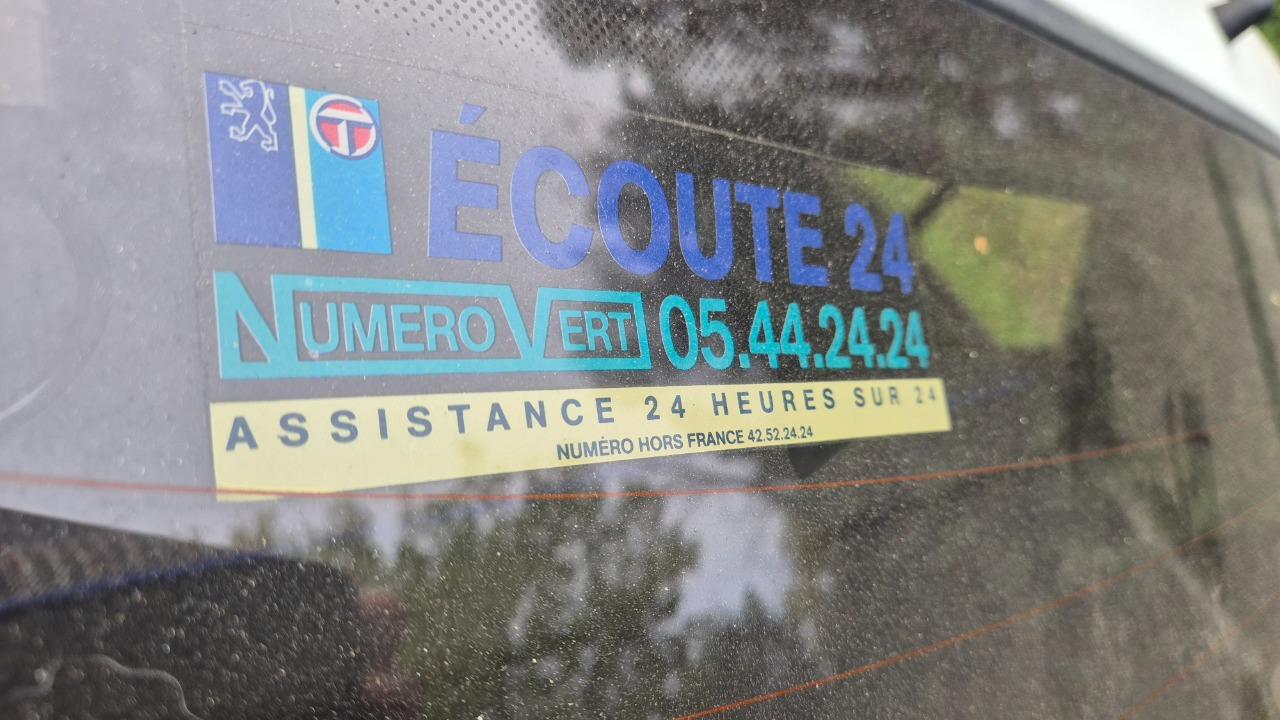 ÉCOUTE 24
NUMERO VERT 05.44.24.24
ASSISTANCE 24 HEURES SUR 24
NUMÉRO HORS FRANCE 42.52.24.24